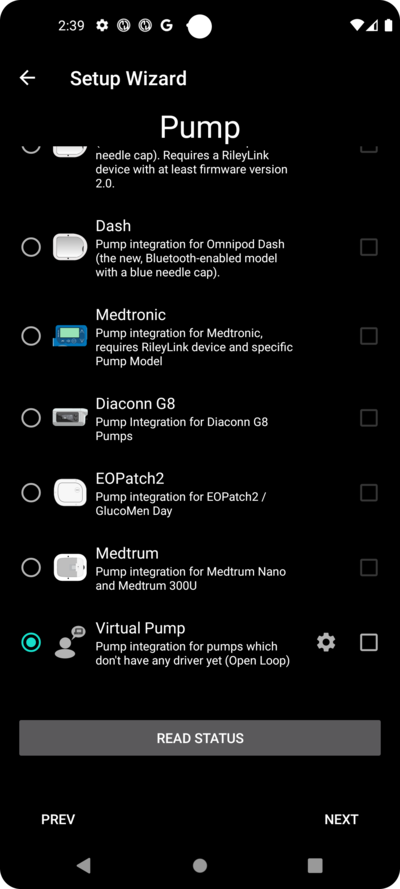 2:39
Setup Wizard
Pump
needle cap). Requires a RileyLink
device with at least firmware version
2.0.
Dash
Pump integration for Omnipod Dash
(the new, Bluetooth-enabled model
with a blue needle cap).
Medtronic
Pump integration for Medtronic,
requires RileyLink device and specific
Pump Model
Diaconn G8
Pump Integration for Diaconn G8
Pumps
EOPatch2
Pump integration for EOPatch2 /
GlucoMen Day
Medtrum
Pump integration for Medtrum Nano
and Medtrum 300U
Virtual Pump
Pump integration for pumps which
don't have any driver yet (Open Loop)
READ STATUS
PREV
NEXT